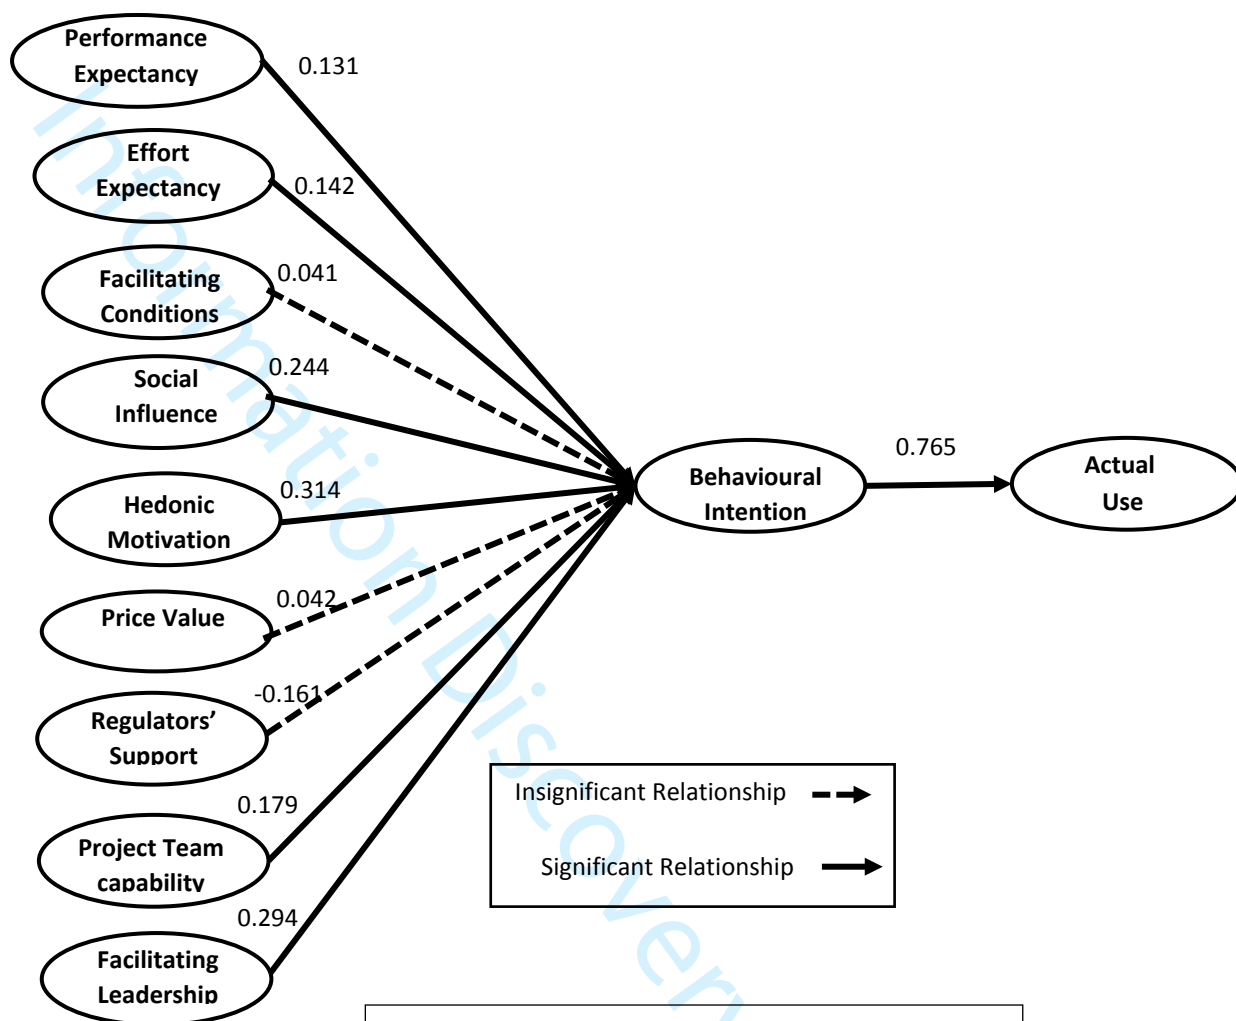 Performance
Expectancy
0.131
Effort
Expectancy
0.142
Facilitating
Conditions
0.041
Social
Influence
0.244
Hedonic
Motivation
0.314
Price Value
0.042
Regulators’
Support
-0.161
Project Team
capability
0.179
Facilitating
Leadership
0.294
Behavioural
Intention
0.765
Actual
Use
Insignificant Relationship
Significant Relationship
Information Discovery